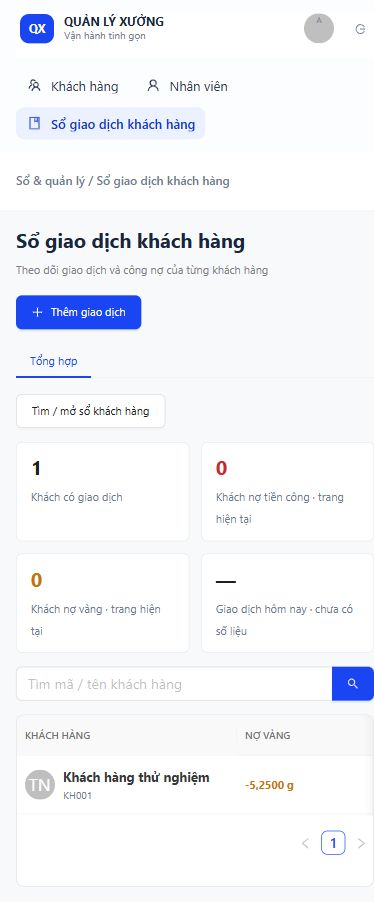 QX
QUẢN LÝ XƯỞNG
Vận hành tinh gọn
A
Khách hàng
Nhân viên
Sổ giao dịch khách hàng
Sổ & quản lý / Sổ giao dịch khách hàng
Sổ giao dịch khách hàng
Theo dõi giao dịch và công nợ của từng khách hàng
+ Thêm giao dịch
Tổng hợp
Tìm / mở sổ khách hàng
1
Khách có giao dịch
0
Khách nợ tiền công · trang
hiện tại
0
Khách nợ vàng · trang hiện
tại
—
Giao dịch hôm nay · chưa có
số liệu
Tìm mã / tên khách hàng
KHÁCH HÀNG
NỢ VÀNG
TN
Khách hàng thử nghiệm
KH001
-5,2500 g
< 1 >